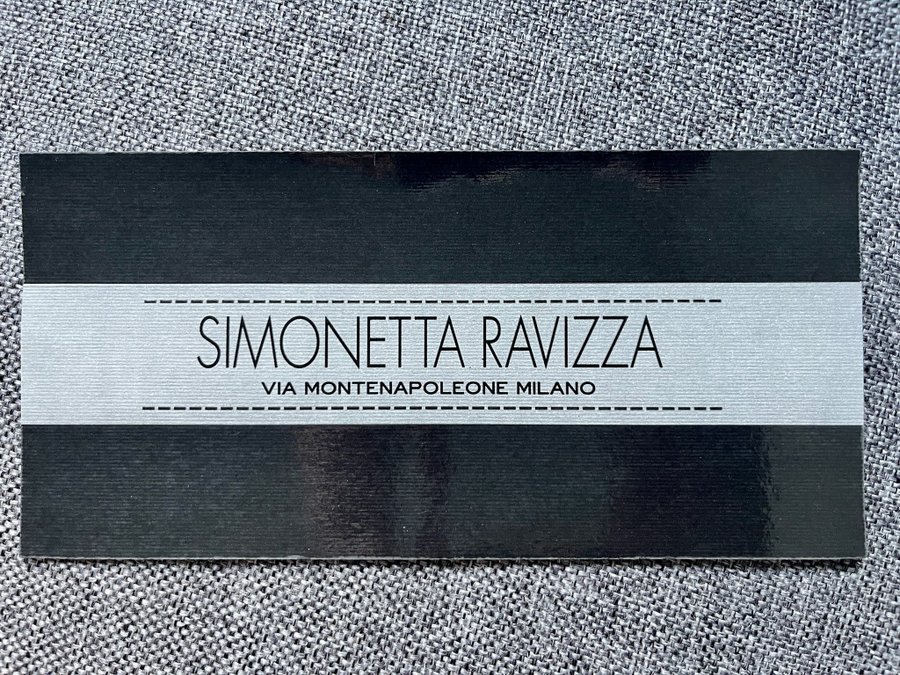 SIMONETTA RAVIZZA
VIA MONTENAPOLEONE MILANO